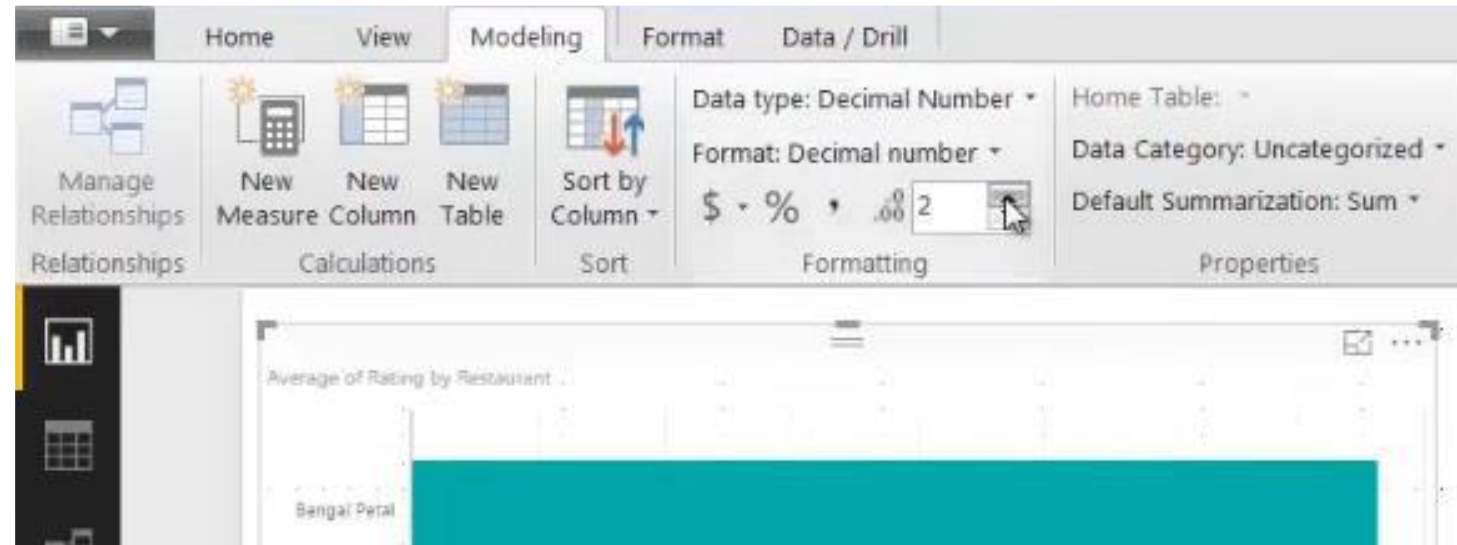 Home View Modeling Format Data / Drill
Manage Relationships
New Measure
New Column
New Table
Sort by Column
Data type: Decimal Number
Format: Decimal number
$ % , .00 2
Home Table:
Data Category: Uncategorized
Default Summarization: Sum
Relationships Calculations Sort Formatting Properties
Average of Rating by Restaurant
Bengal Petal